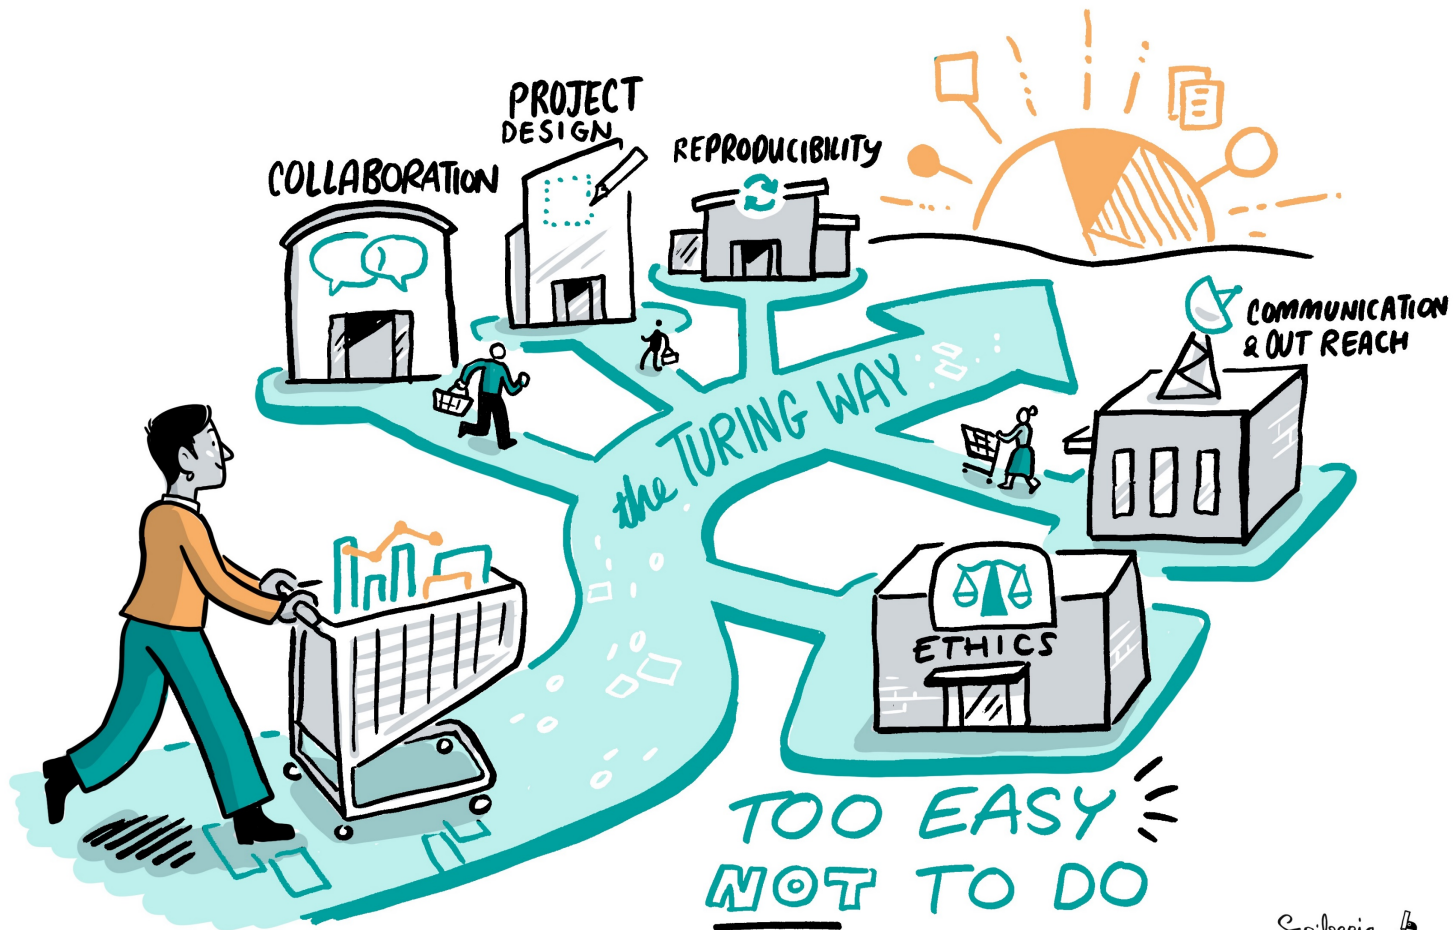 PROJECT
DESIGN
COLLABORATION
REPRODUCIBILITY
COMMUNICATION
& OUT REACH
the TURING WAY
ETHICS
TOO EASY
NOT TO DO